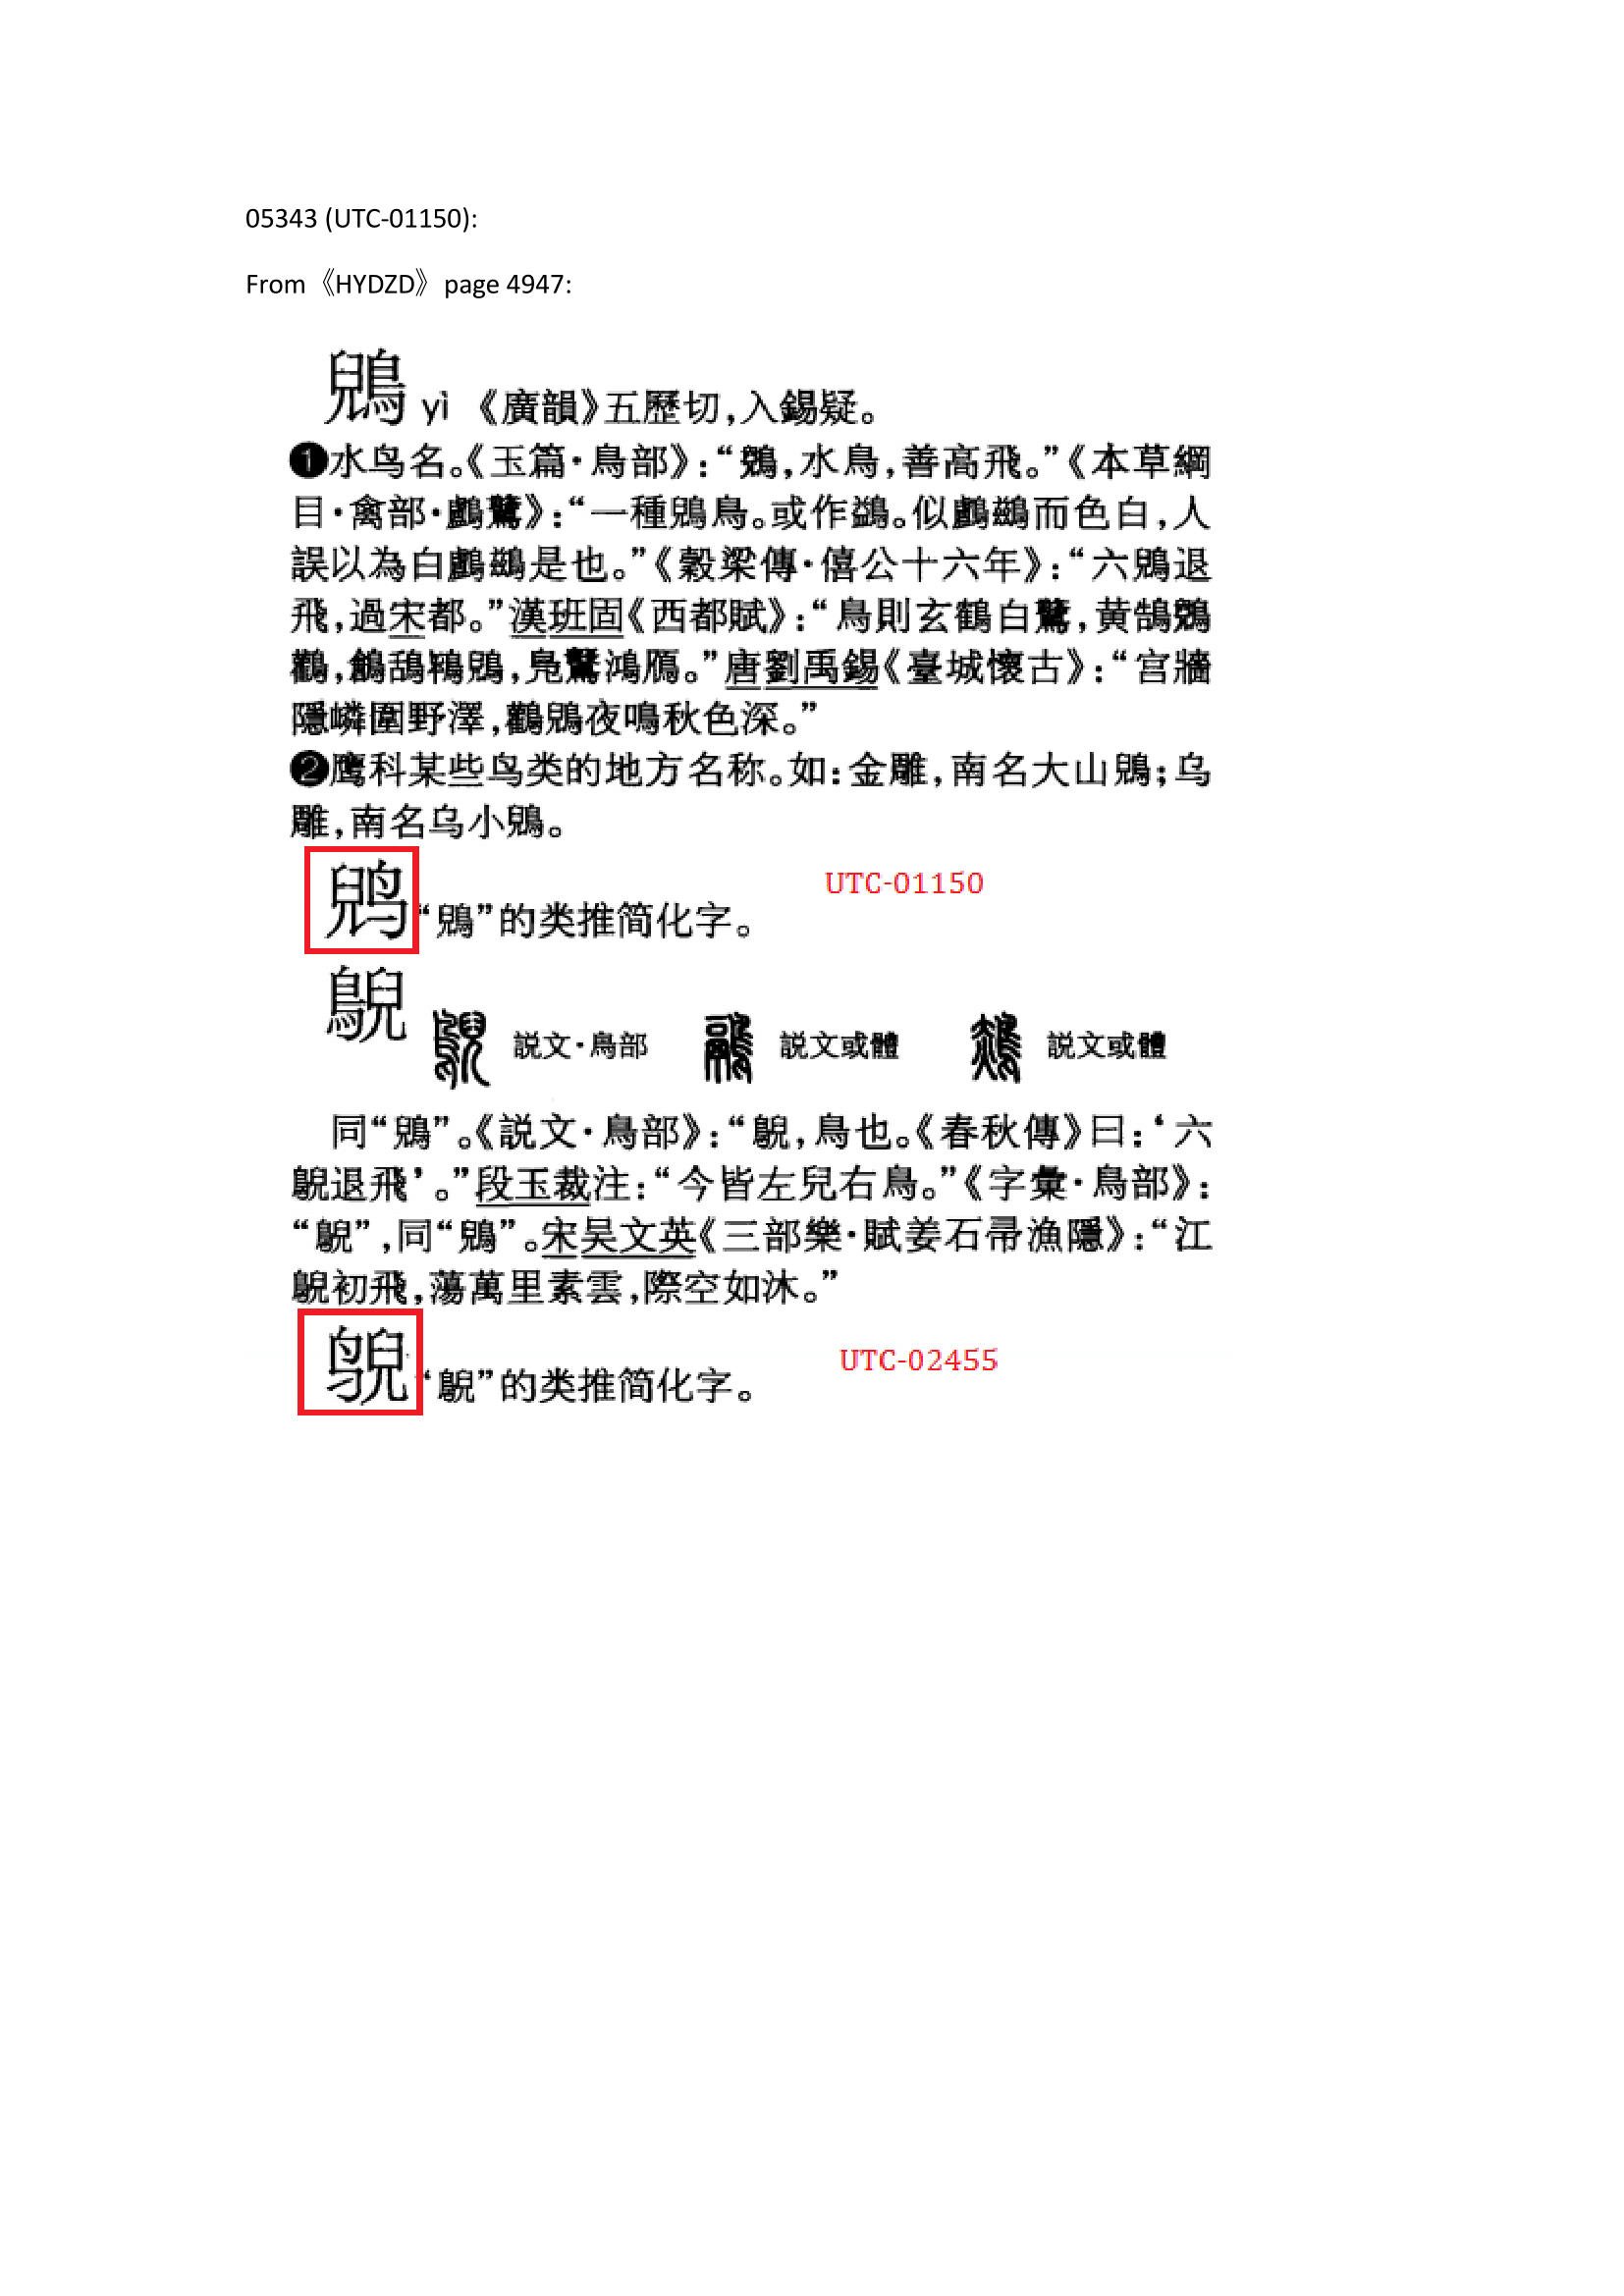 05343 (UTC-01150):
From《HYDZD》page 4947:
鶂 yì 《廣韻》五歷切，入錫疑。
❶水鸟名。《玉篇·鳥部》：“鶂，水鳥，善高飛。”《本草綱
目·禽部·鸕鷀》：“一種鶂鳥。或作鷁。似鸕鷀而色白，人
誤以為白鸕鷀是也。”《穀梁傳·僖公十六年》：“六鶂退
飛，過宋都。”漢班固《西都賦》：“鳥則玄鶴白鷺，黄鵠鵁
鸛，鶬鴰鴇鶂，鳧鷖鴻鴈。”唐劉禹錫《臺城懷古》：“宫牆
隱嶙圍野澤，鸛鶂夜鳴秋色深。”
❷鹰科某些鸟类的地方名称。如：金雕，南名大山鶂；乌
雕，南名乌小鶂。
UTC-01150
“鶂”的类推简化字。
鶃 説文·鳥部 説文或體 説文或體
同“鶂”。《説文·鳥部》：“鶃，鳥也。《春秋傳》曰：‘六
鶃退飛’。”段玉裁注：“今皆左兒右鳥。”《字彙·鳥部》：
“鶃”，同“鶂”。宋吴文英《三部樂·賦姜石帚漁隱》：“江
鶃初飛，蕩萬里素雲，際空如沐。”
UTC-02455
“鶃”的类推简化字。